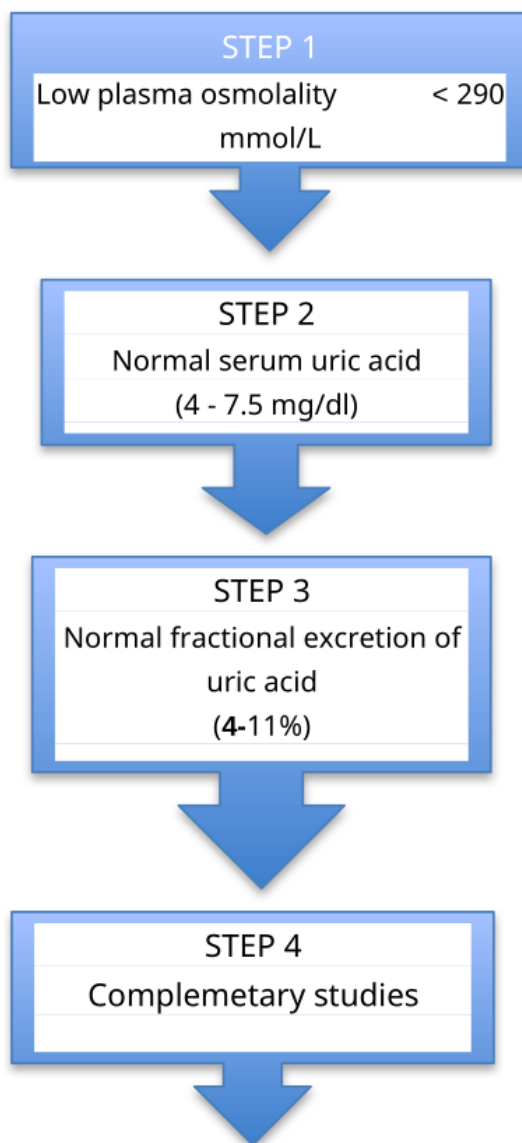 STEP 1
Low plasma osmolality < 290
mmol/L
STEP 2
Normal serum uric acid
(4 - 7.5 mg/dl)
STEP 3
Normal fractional excretion of
uric acid
(4-11%)
STEP 4
Complemetary studies